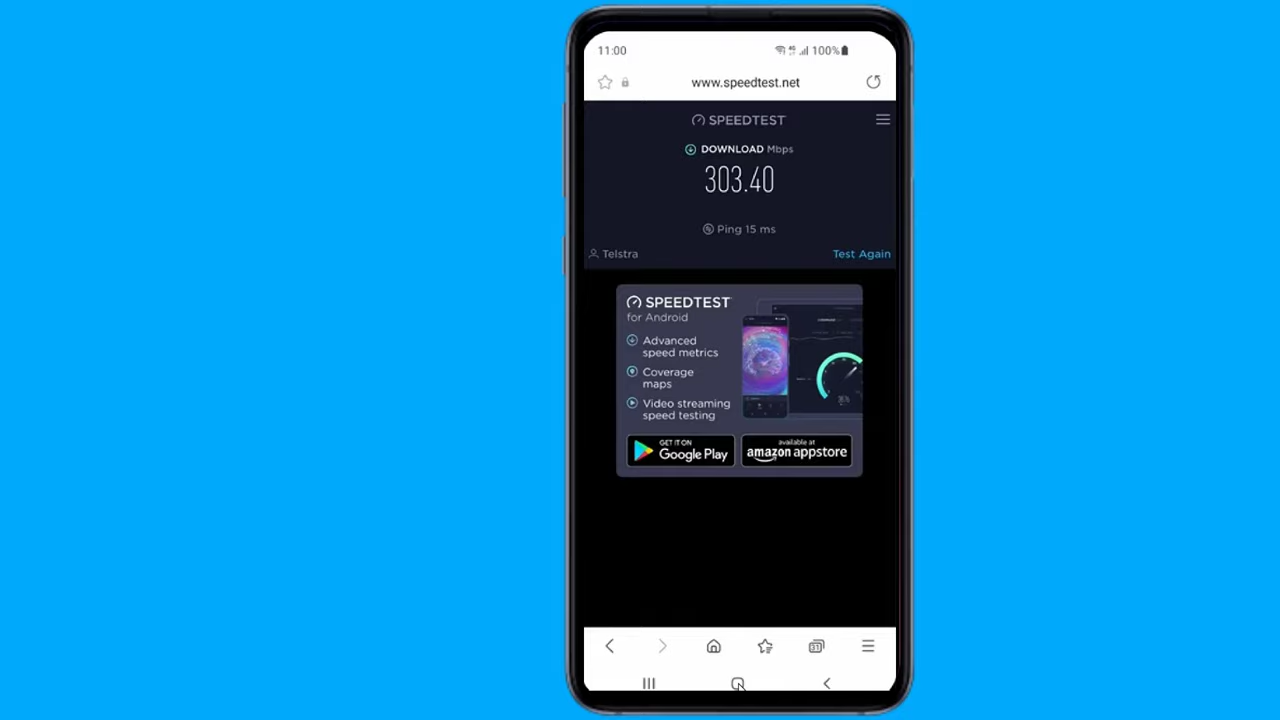 11:00
100%
www.speedtest.net
SPEEDTEST
DOWNLOAD Mbps
303.40
Ping 15 ms
Telstra
Test Again
SPEEDTEST
for Android
Advanced
speed metrics
Coverage
maps
Video streaming
speed testing
GET IT ON
Google Play
available at
amazon appstore
31